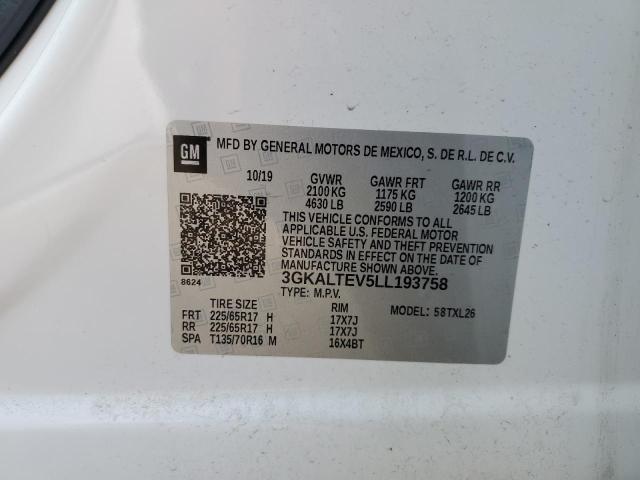 GM MFD BY GENERAL MOTORS DE MEXICO, S. DE R.L. DE C.V.
10/19 GVWR GAWR FRT GAWR RR
2100 KG 1175 KG 1200 KG
4630 LB 2590 LB 2645 LB
THIS VEHICLE CONFORMS TO ALL
APPLICABLE U.S. FEDERAL MOTOR
VEHICLE SAFETY AND THEFT PREVENTION
STANDARDS IN EFFECT ON THE DATE OF
MANUFACTURE SHOWN ABOVE.
8624 3GKALTEV5LL193758
TYPE: M.P.V.
TIRE SIZE RIM MODEL: 58TXL26
FRT 225/65R17 H 17X7J
RR 225/65R17 H 17X7J
SPA T135/70R16 M 16X4BT